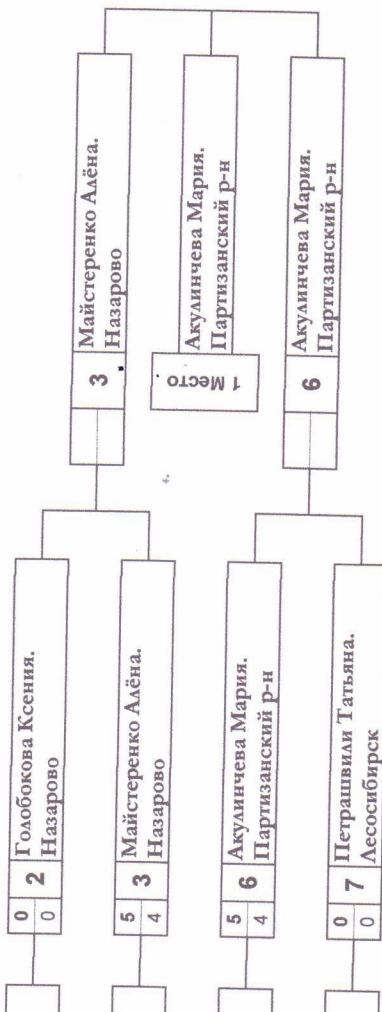 0
0
2
Голобокова Ксения.
Назарово
5
4
3
Майстеренко Алёна.
Назарово
5
4
6
Акулинчева Мария.
Партизанский р-н
0
0
7
Петрашвили Татьяна.
Лесосибирск
3
Майстеренко Алёна.
Назарово
1 Место
Акулинчева Мария.
Партизанский р-н
6
Акулинчева Мария.
Партизанский р-н